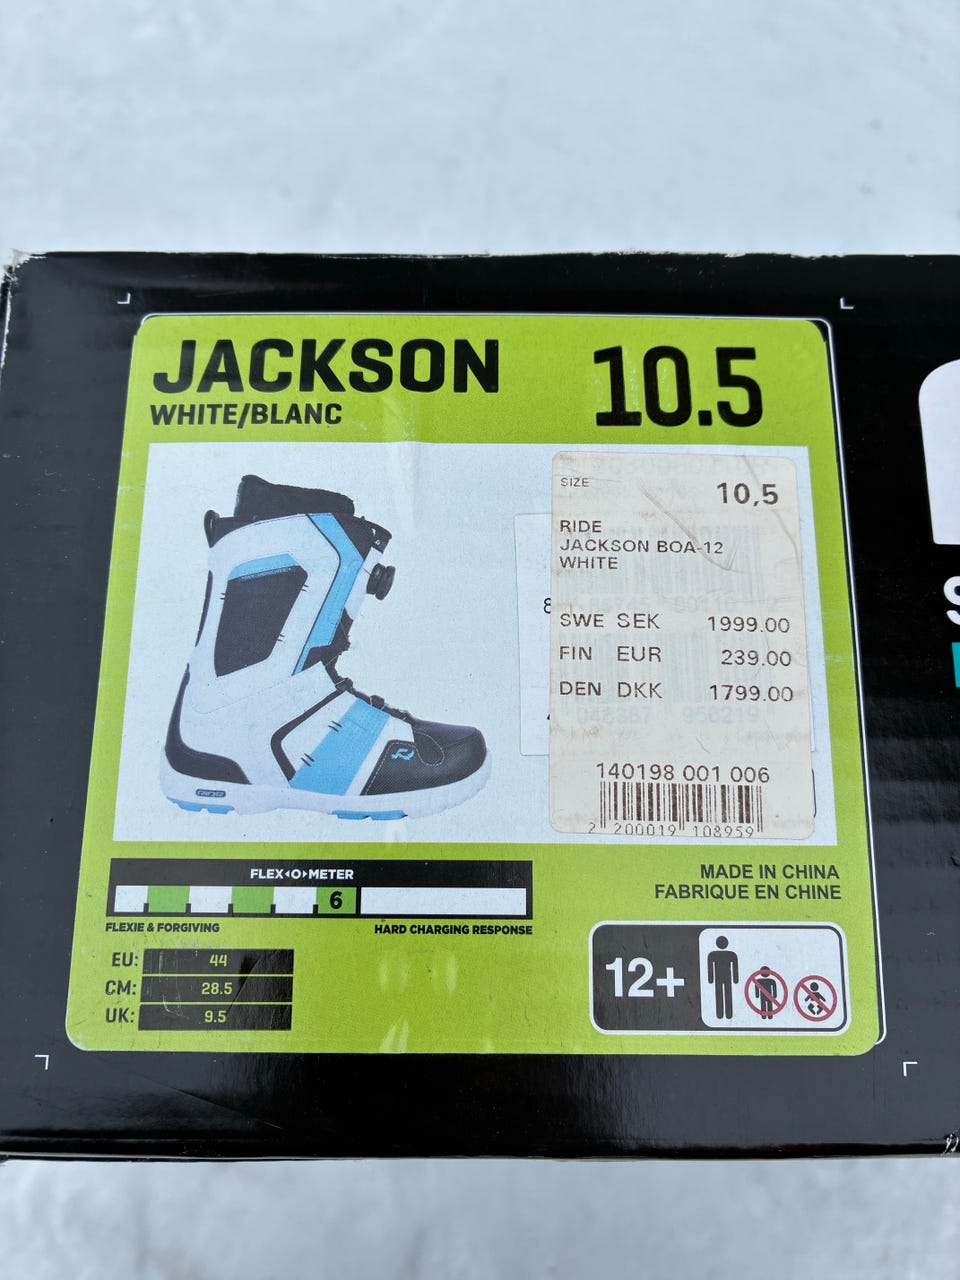 JACKSON
WHITE/BLANC
10.5
SIZE 10,5
RIDE
JACKSON BOA-12
WHITE
SWE SEK 1999.00
FIN EUR 239.00
DEN DKK 1799.00
140198 001 006
2 200019 108959
RIDE
FLEX◂O▸METER
6
FLEXIE & FORGIVING
HARD CHARGING RESPONSE
EU: 44
CM: 28.5
UK: 9.5
MADE IN CHINA
FABRIQUE EN CHINE
12+